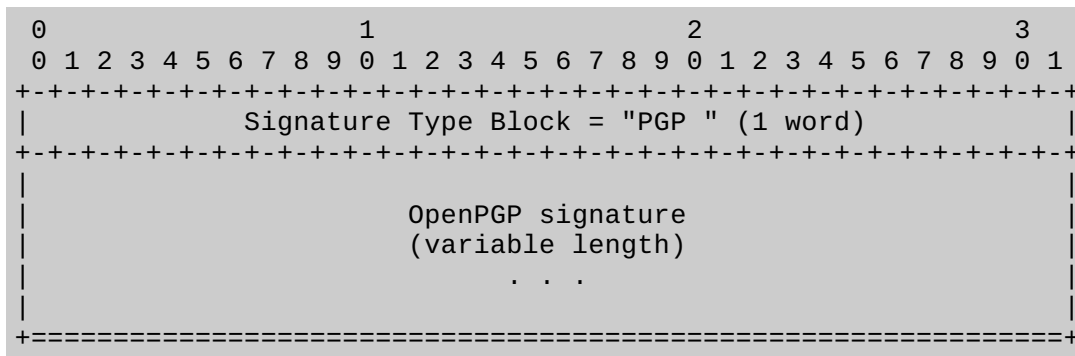 0                   1                   2                   3
 0 1 2 3 4 5 6 7 8 9 0 1 2 3 4 5 6 7 8 9 0 1 2 3 4 5 6 7 8 9 0 1
+-+-+-+-+-+-+-+-+-+-+-+-+-+-+-+-+-+-+-+-+-+-+-+-+-+-+-+-+-+-+-+-+
|             Signature Type Block = "PGP " (1 word)            |
+-+-+-+-+-+-+-+-+-+-+-+-+-+-+-+-+-+-+-+-+-+-+-+-+-+-+-+-+-+-+-+-+
|                                                               |
|                       OpenPGP signature                       |
|                       (variable length)                       |
|                             . . .                             |
|                                                               |
+===============================================================+